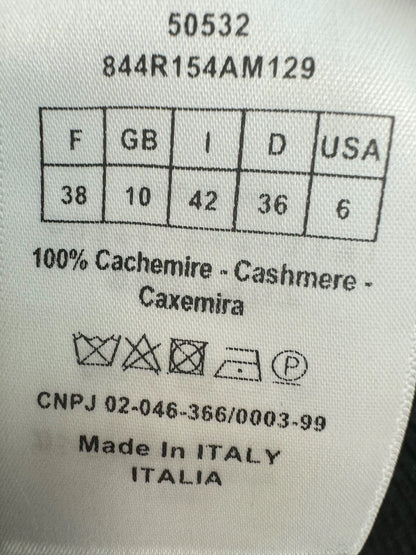 50532
844R154AM129
F GB I D USA
38 10 42 36 6
100% Cachemire - Cashmere -
Caxemira
P
CNPJ 02-046-366/0003-99
Made In ITALY
ITALIA